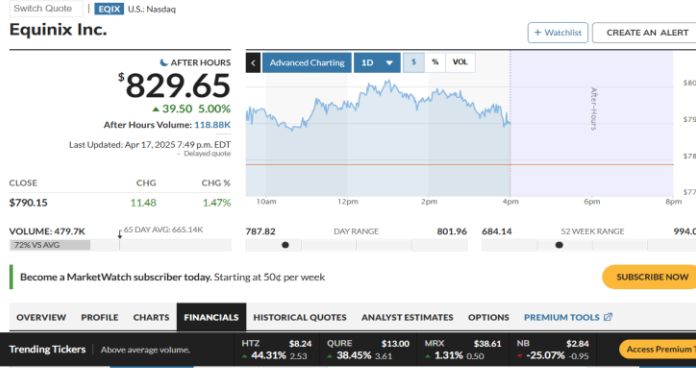 Switch Quote EQIX U.S.: Nasdaq
Equinix Inc.
+ Watchlist CREATE AN ALERT
AFTER HOURS
$829.65
39.50 5.00%
After Hours Volume: 118.88K
Last Updated: Apr 17, 2025 7:49 p.m. EDT
- Delayed quote
CLOSE CHG CHG %
$790.15 11.48 1.47%
Advanced Charting 1D $ % VOL
After-Hours
$80
$79
$78
$77
10am 12pm 2pm 4pm 6pm 8pm
VOLUME: 479.7K 65 DAY AVG: 665.14K
72% VS AVG
787.82 DAY RANGE 801.96
684.14 52 WEEK RANGE 994.0
Become a MarketWatch subscriber today. Starting at 50¢ per week
SUBSCRIBE NOW
OVERVIEW PROFILE CHARTS FINANCIALS HISTORICAL QUOTES ANALYST ESTIMATES OPTIONS PREMIUM TOOLS
Trending Tickers Above average volume.
HTZ $8.24
44.31% 2.53
QURE $13.00
38.45% 3.61
MRX $38.61
1.31% 0.50
NB $2.84
-25.07% -0.95
Access Premium T